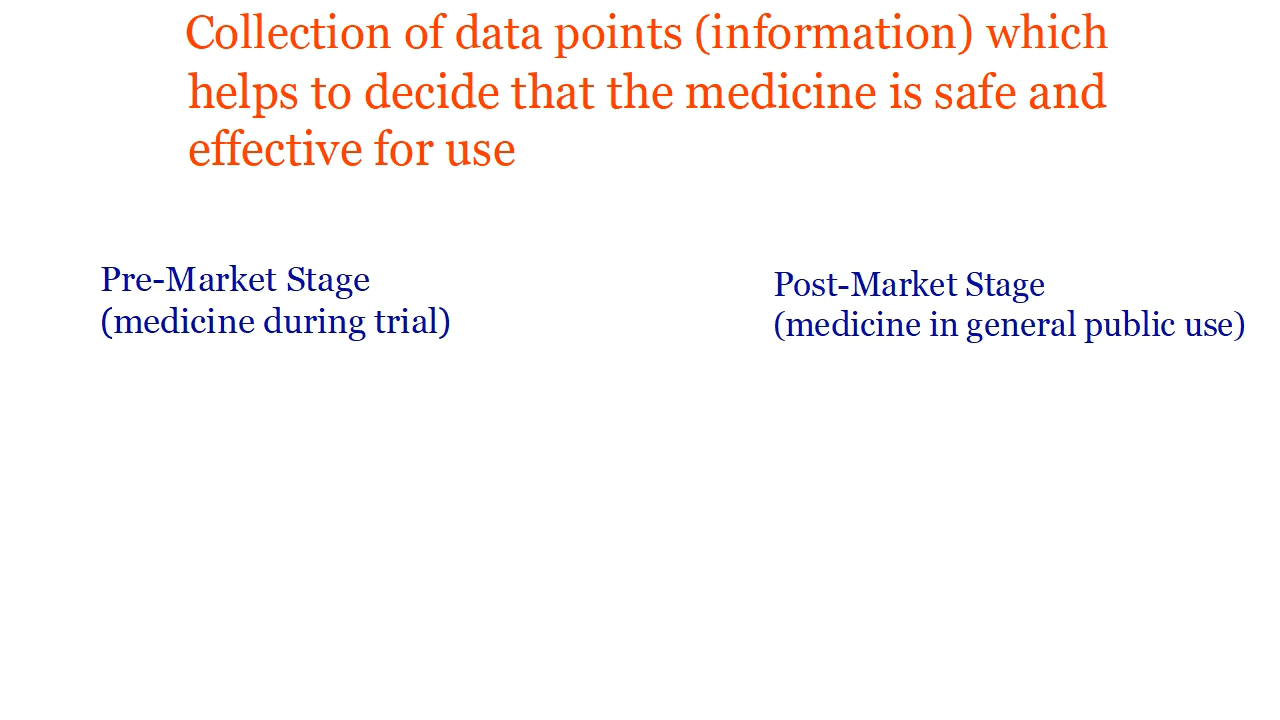 Collection of data points (information) which
helps to decide that the medicine is safe and
effective for use
Pre-Market Stage
(medicine during trial)
Post-Market Stage
(medicine in general public use)